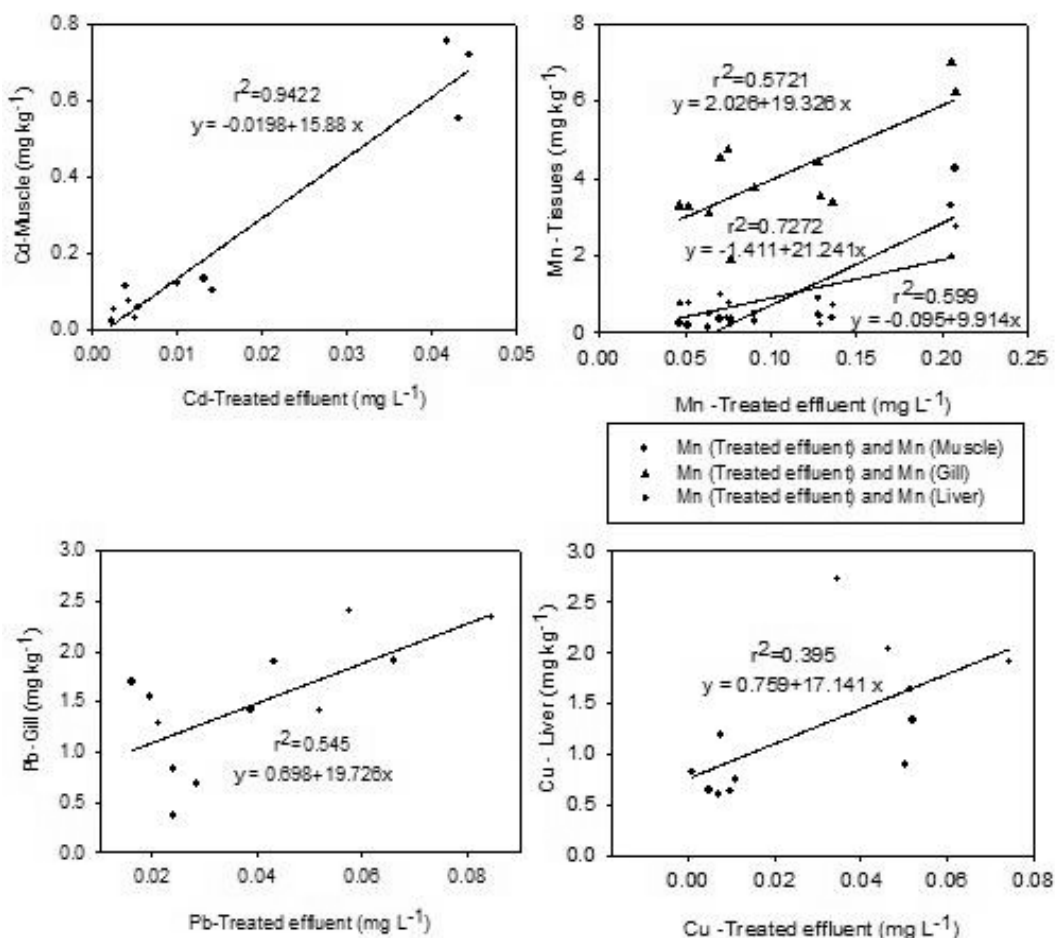 0.8
0.6
0.4
0.2
0.0
0.00 0.01 0.02 0.03 0.04 0.05
Cd-Muscle (mg kg-1)
r2=0.9422
y = -0.0198+15.88 x
Cd-Treated effluent (mg L-1)
8
6
4
2
0
0.00 0.05 0.10 0.15 0.20 0.25
Mn -Tissues (mg kg-1)
r2=0.5721
y = 2.026+19.326 x
r2=0.7272
y = -1.411+21.241x
r2=0.599
y = -0.095+9.914x
Mn -Treated effluent (mg L-1)
Mn (Treated effluent) and Mn (Muscle)
Mn (Treated effluent) and Mn (Gill)
Mn (Treated effluent) and Mn (Liver)
3.0
2.5
2.0
1.5
1.0
0.5
0.0
0.02 0.04 0.06 0.08
Pb-Gill (mg kg-1)
r2=0.545
y = 0.698+19.726x
Pb-Treated effluent (mg L-1)
3.0
2.5
2.0
1.5
1.0
0.5
0.0
0.00 0.02 0.04 0.06 0.08
Cu - Liver (mg kg-1)
r2=0.395
y = 0.759+17.141 x
Cu -Treated effluent (mg L-1)